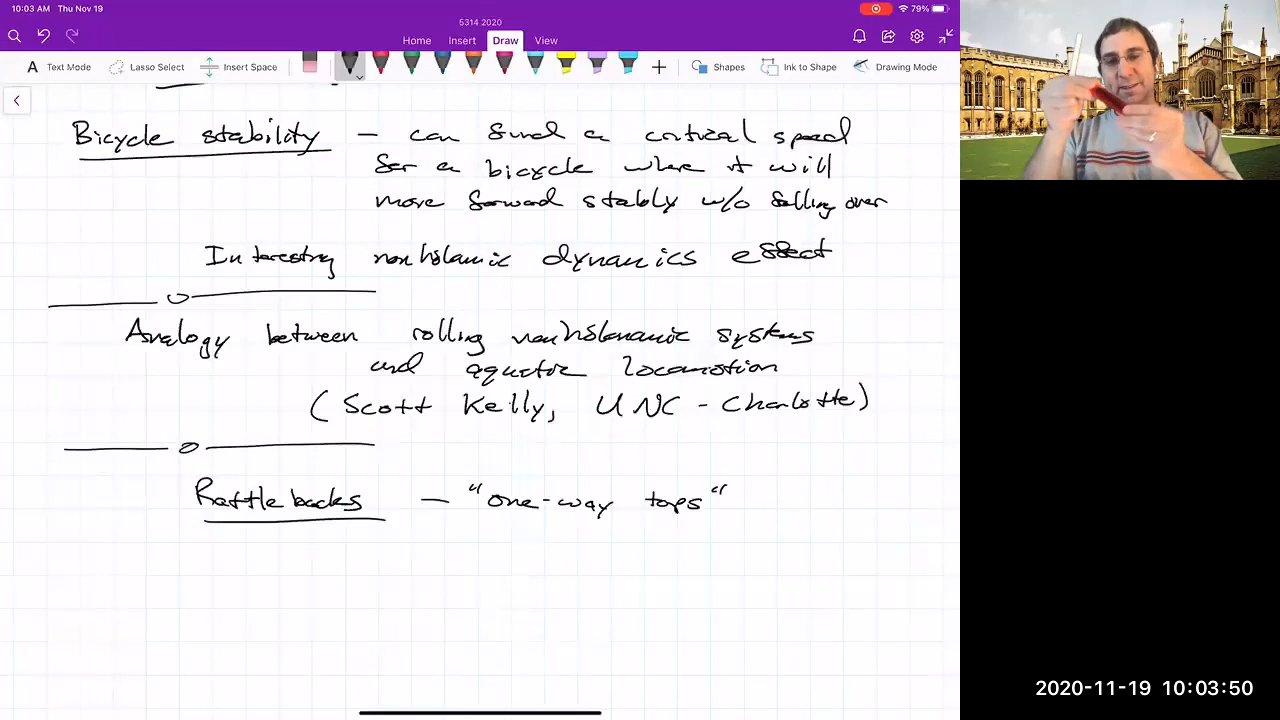 10:03 AM Thu Nov 19
79%
5314 2020
Home Insert Draw View
Text Mode Lasso Select Insert Space + Shapes Ink to Shape Drawing Mode
Bicycle stability – can find a critical speed
for a bicycle where it will
move forward stably w/o falling over
Interesting nonholonomic dynamics effect
Analogy between rolling nonholonomic systems
and aquatic locomotion
(Scott Kelly, UNC - Charlotte)
Rattlebacks – "one-way tops"
2020-11-19 10:03:50